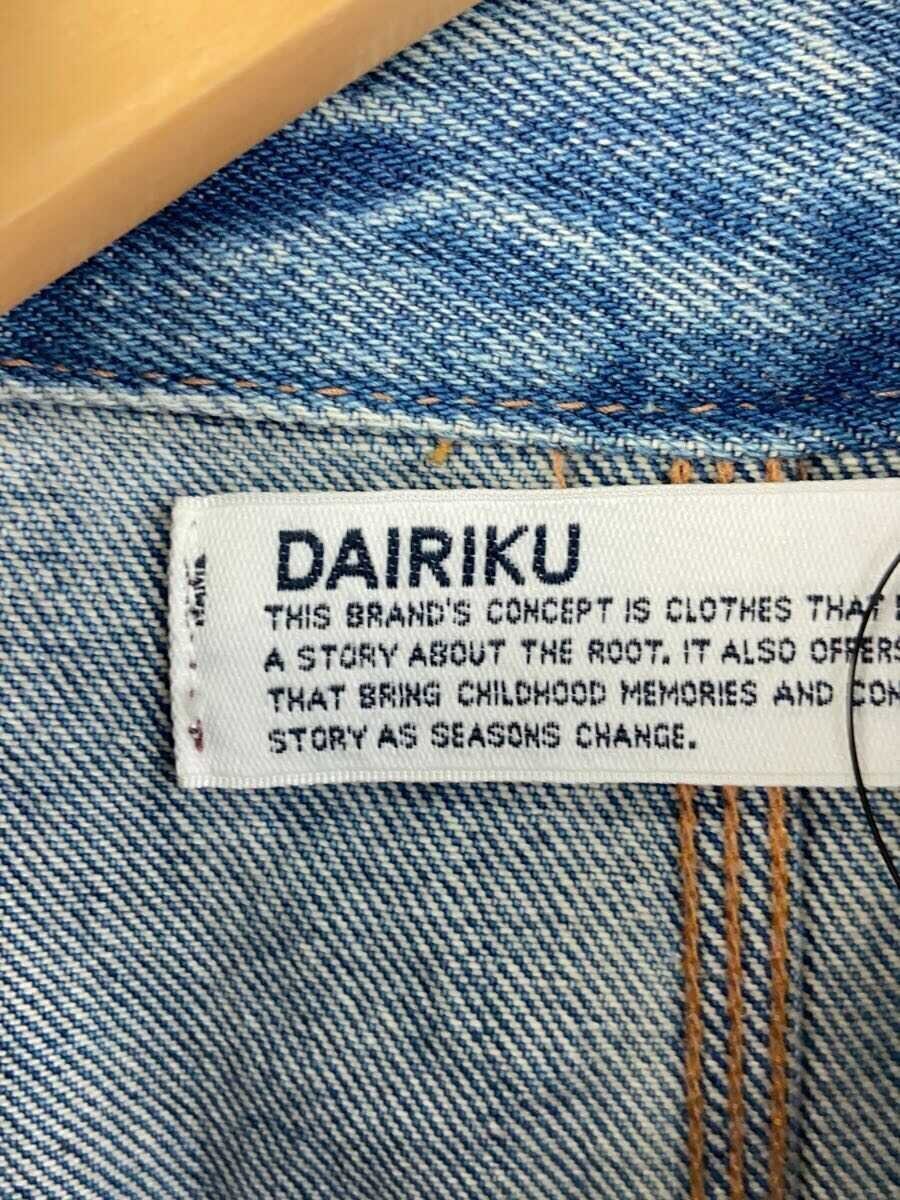 DAIRIKU
THIS BRAND'S CONCEPT IS CLOTHES THAT
A STORY ABOUT THE ROOT. IT ALSO OFFERS
THAT BRING CHILDHOOD MEMORIES AND
STORY AS SEASONS CHANGE.